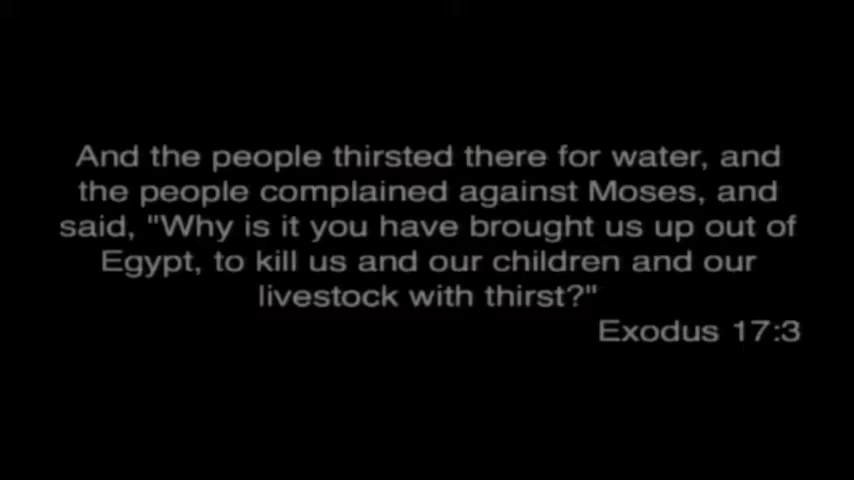 And the people thirsted there for water, and
the people complained against Moses, and
said, "Why is it you have brought us up out of
Egypt, to kill us and our children and our
livestock with thirst?"
Exodus 17:3